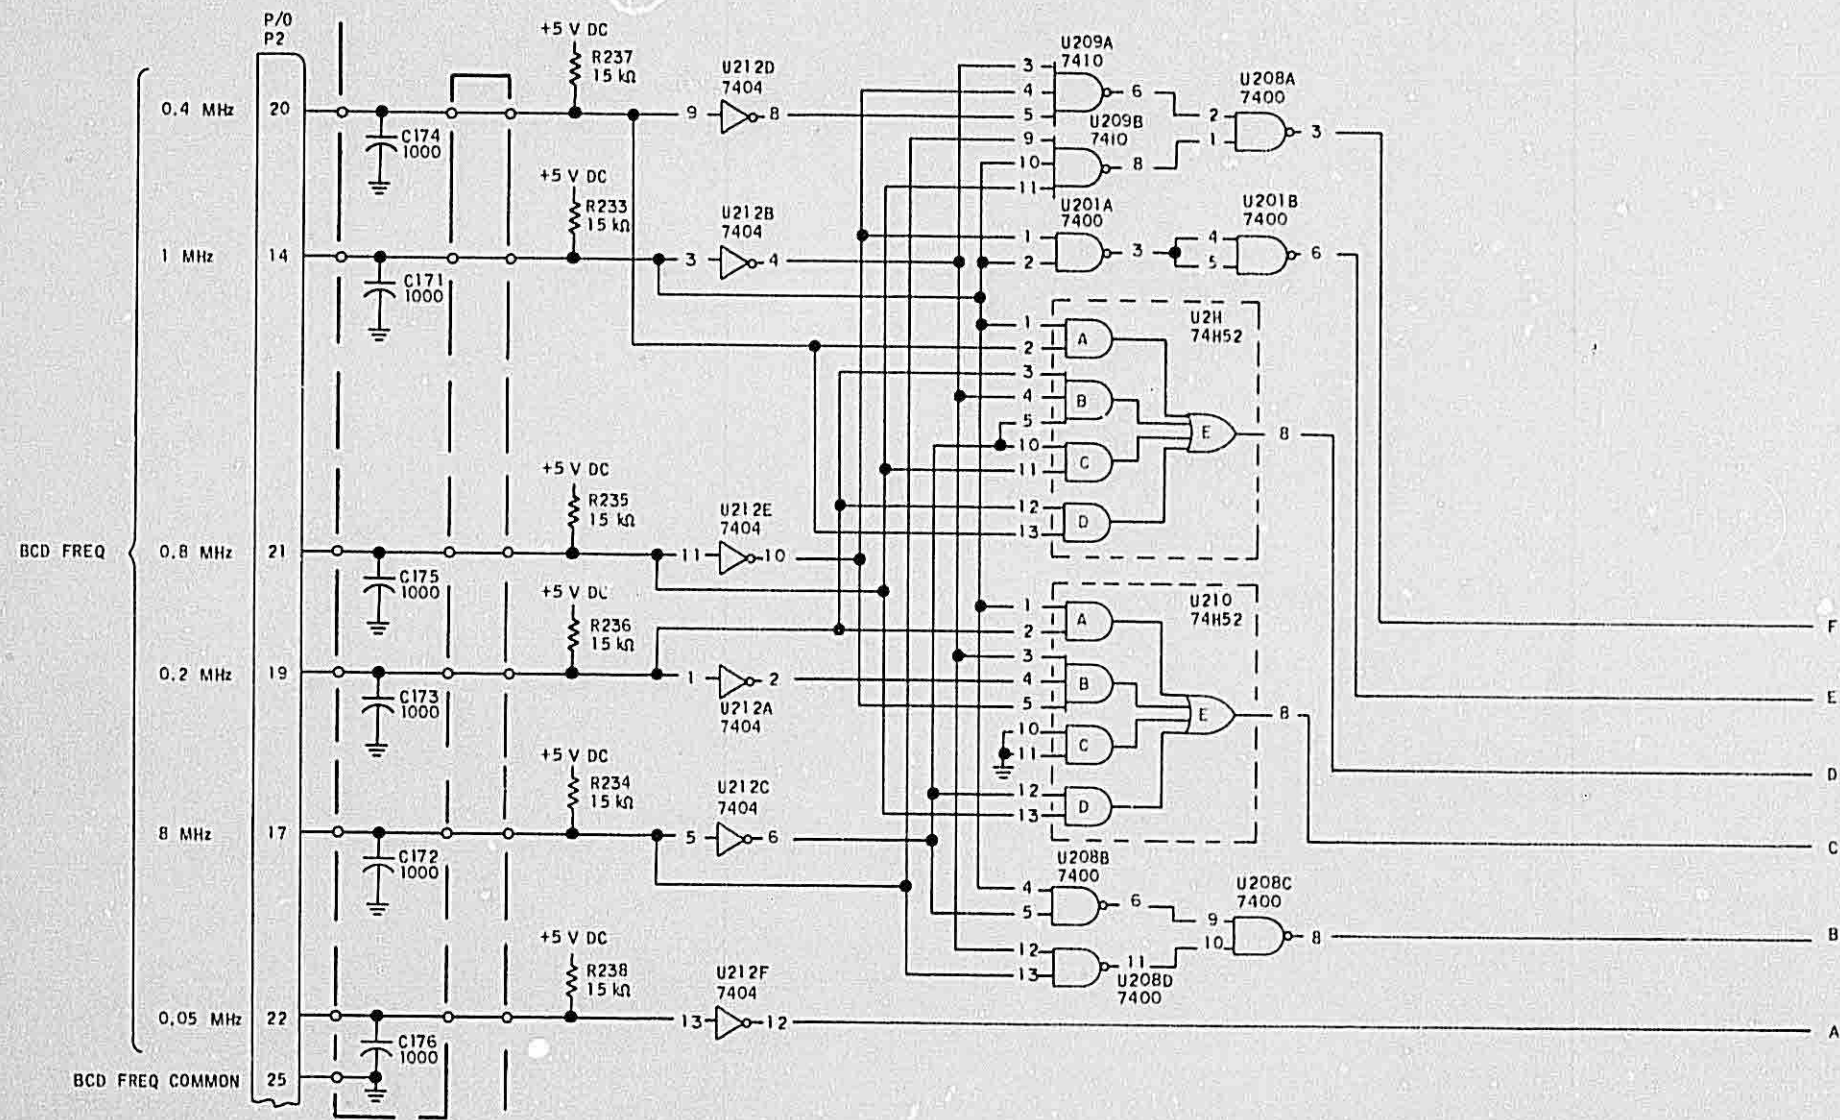 P/O
P2
BCD FREQ
0.4 MHz 20
1 MHz 14
0.8 MHz 21
0.2 MHz 19
8 MHz 17
0.05 MHz 22
BCD FREQ COMMON 25
C174
1000
C171
1000
C175
1000
C173
1000
C172
1000
C176
1000
+5 V DC
R237
15 kΩ
+5 V DC
R233
15 kΩ
+5 V DC
R235
15 kΩ
+5 V DC
R236
15 kΩ
+5 V DC
R234
15 kΩ
+5 V DC
R238
15 kΩ
U212D
7404
9 8
U212B
7404
3 4
U212E
7404
11 10
1 2
U212A
7404
U212C
7404
5 6
U212F
7404
13 12
U209A
7410
3
4
5
6
U209B
7410
9
10
11
8
U208A
7400
2
1
3
U201A
7400
1
2
3
U201B
7400
4
5
6
U2H
74H52
1
2
A
3
4
5
B
10
11
C
12
13
D
E
8
U210
74H52
1
2
A
3
4
5
B
10
11
C
12
13
D
E
8
U208B
7400
4
5
6
12
13
11
U208D
7400
U208C
7400
9
10
8
F
E
D
C
B
A